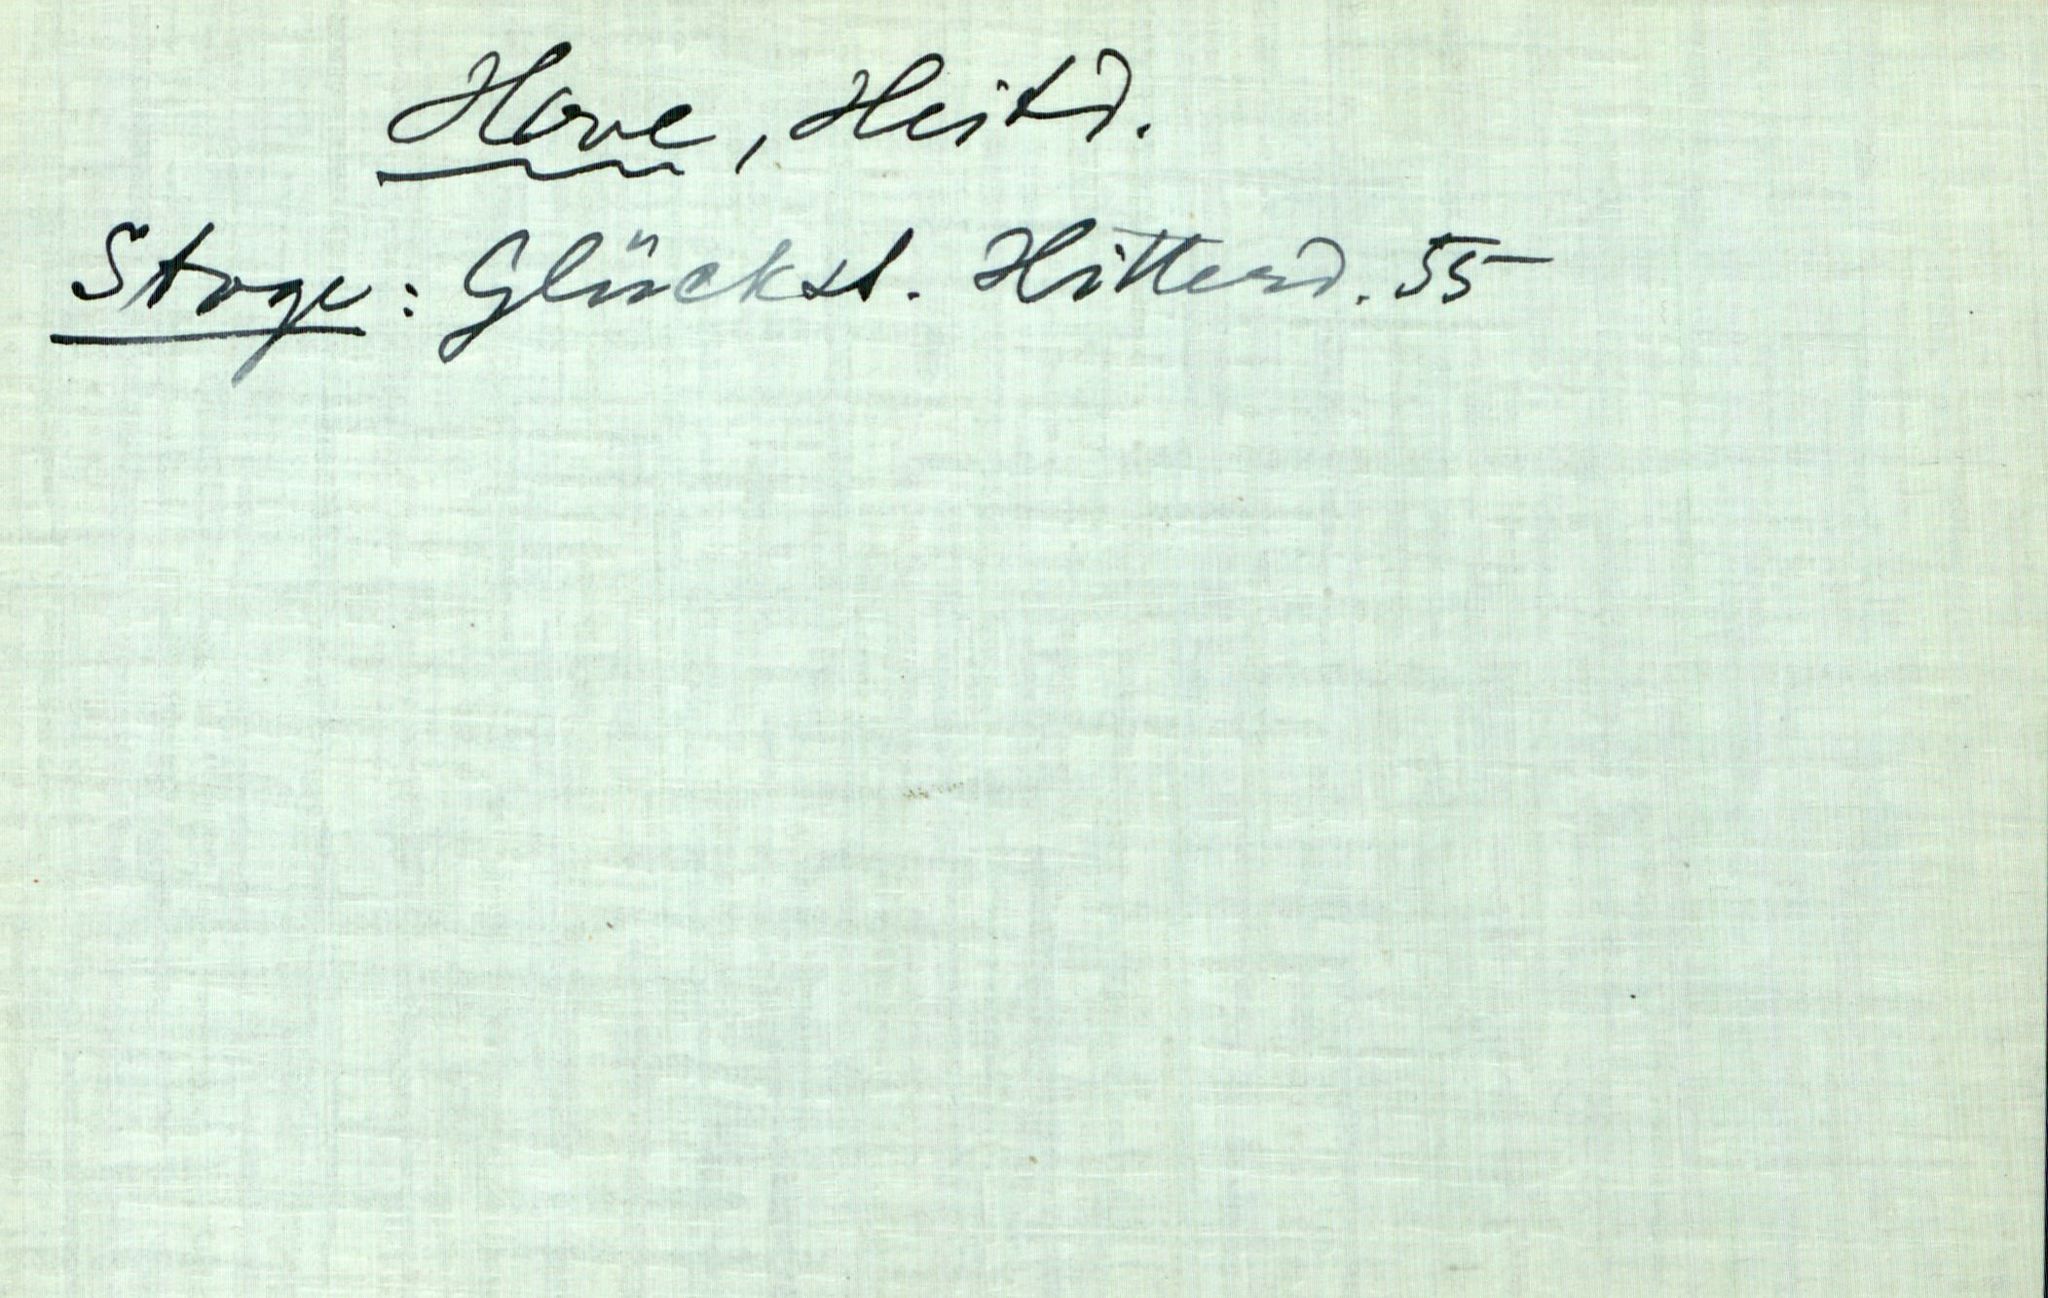 Hove, Heitd.
Stoge: Glückst. Hitterd. 55